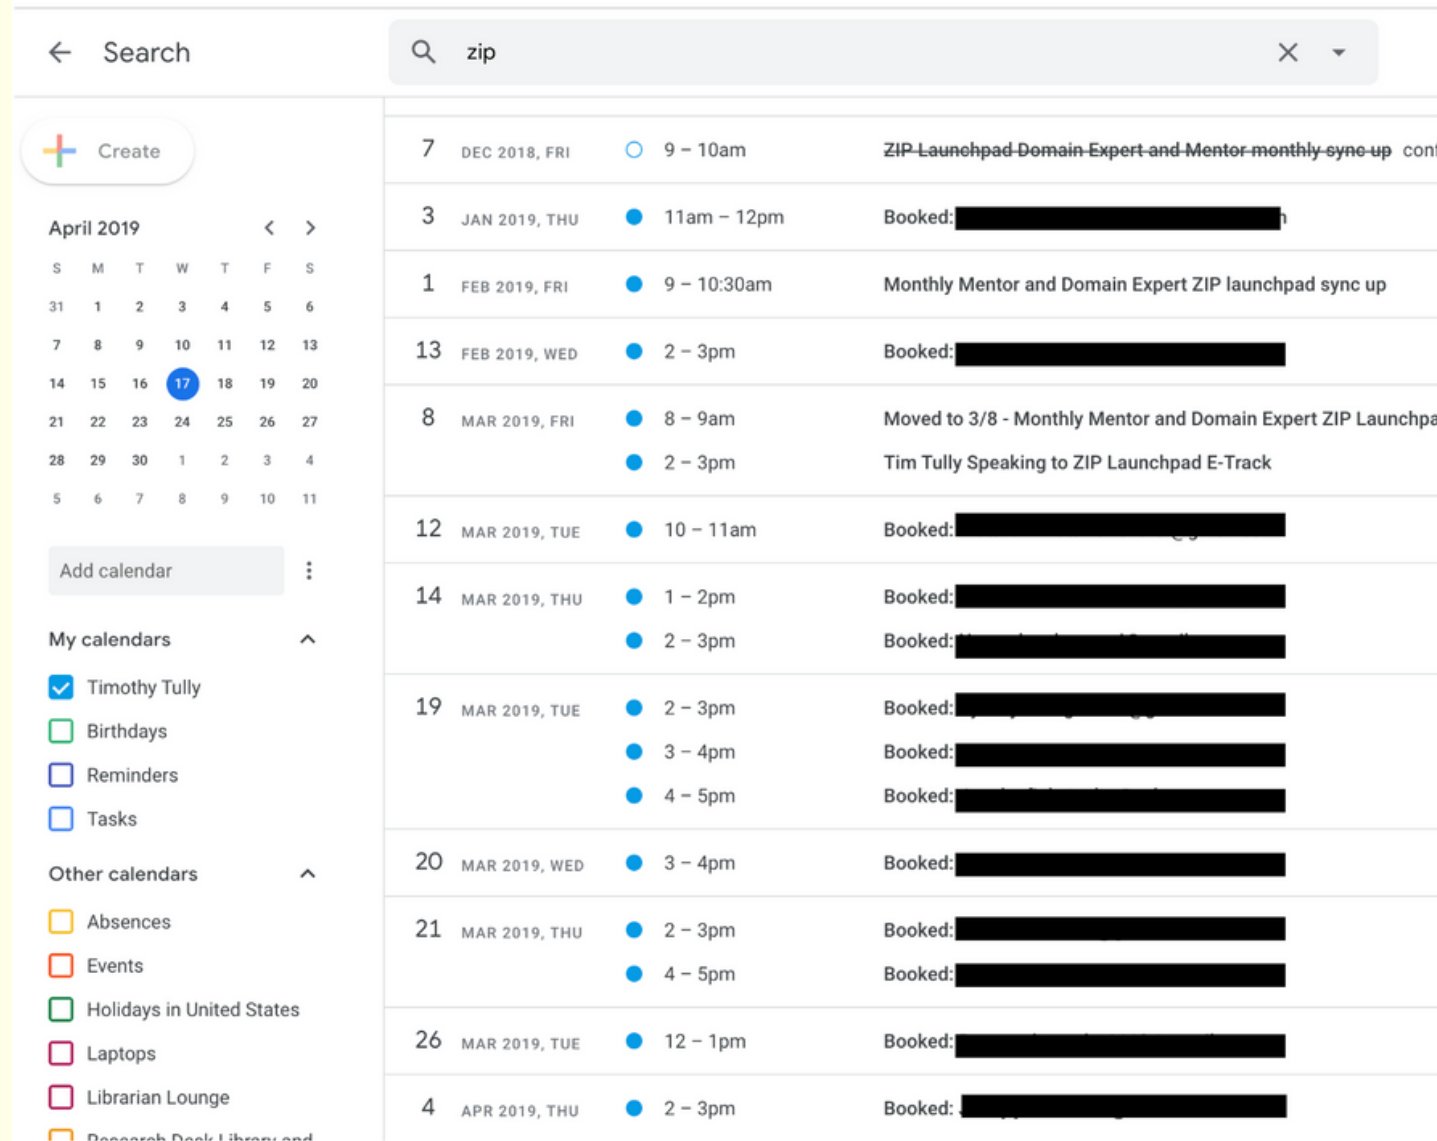 Search
zip
Create
April 2019
S M T W T F S
31 1 2 3 4 5 6
7 8 9 10 11 12 13
14 15 16 17 18 19 20
21 22 23 24 25 26 27
28 29 30 1 2 3 4
5 6 7 8 9 10 11
Add calendar
My calendars
Timothy Tully
Birthdays
Reminders
Tasks
Other calendars
Absences
Events
Holidays in United States
Laptops
Librarian Lounge
Research Desk Library and
7 DEC 2018, FRI 9 – 10am ZIP Launchpad Domain Expert and Mentor monthly sync up
3 JAN 2019, THU 11am – 12pm Booked:
1 FEB 2019, FRI 9 – 10:30am Monthly Mentor and Domain Expert ZIP launchpad sync up
13 FEB 2019, WED 2 – 3pm Booked:
8 MAR 2019, FRI 8 – 9am Moved to 3/8 - Monthly Mentor and Domain Expert ZIP Launchpa
2 – 3pm Tim Tully Speaking to ZIP Launchpad E-Track
12 MAR 2019, TUE 10 – 11am Booked:
14 MAR 2019, THU 1 – 2pm Booked:
2 – 3pm Booked:
19 MAR 2019, TUE 2 – 3pm Booked:
3 – 4pm Booked:
4 – 5pm Booked:
20 MAR 2019, WED 3 – 4pm Booked:
21 MAR 2019, THU 2 – 3pm Booked:
4 – 5pm Booked:
26 MAR 2019, TUE 12 – 1pm Booked:
4 APR 2019, THU 2 – 3pm Booked: